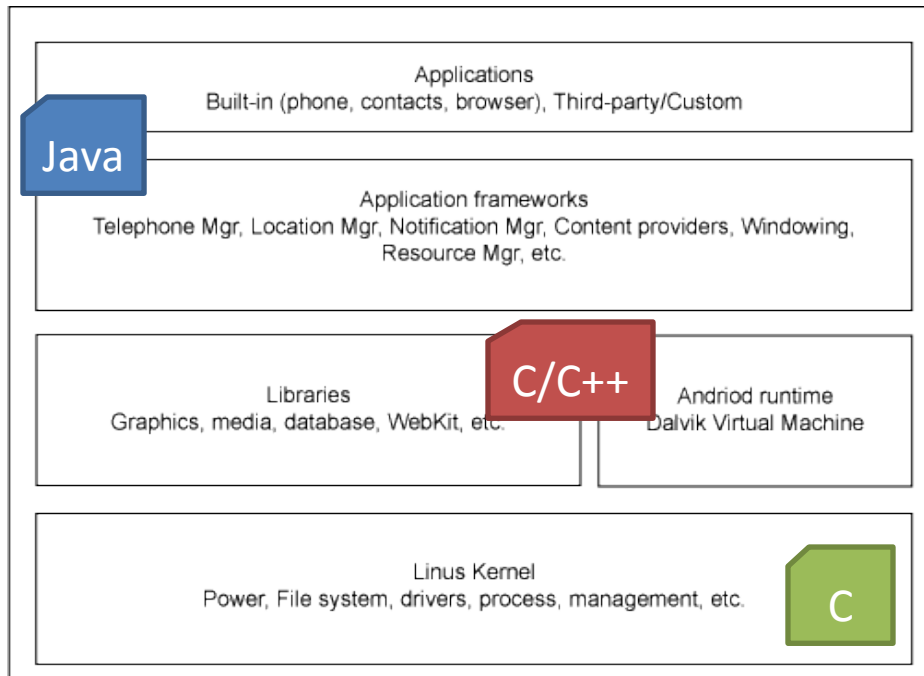 Applications
Built-in (phone, contacts, browser), Third-party/Custom
Java
Application frameworks
Telephone Mgr, Location Mgr, Notification Mgr, Content providers, Windowing,
Resource Mgr, etc.
C/C++
Libraries
Graphics, media, database, WebKit, etc.
Andriod runtime
Dalvik Virtual Machine
Linus Kernel
Power, File system, drivers, process, management, etc.
C